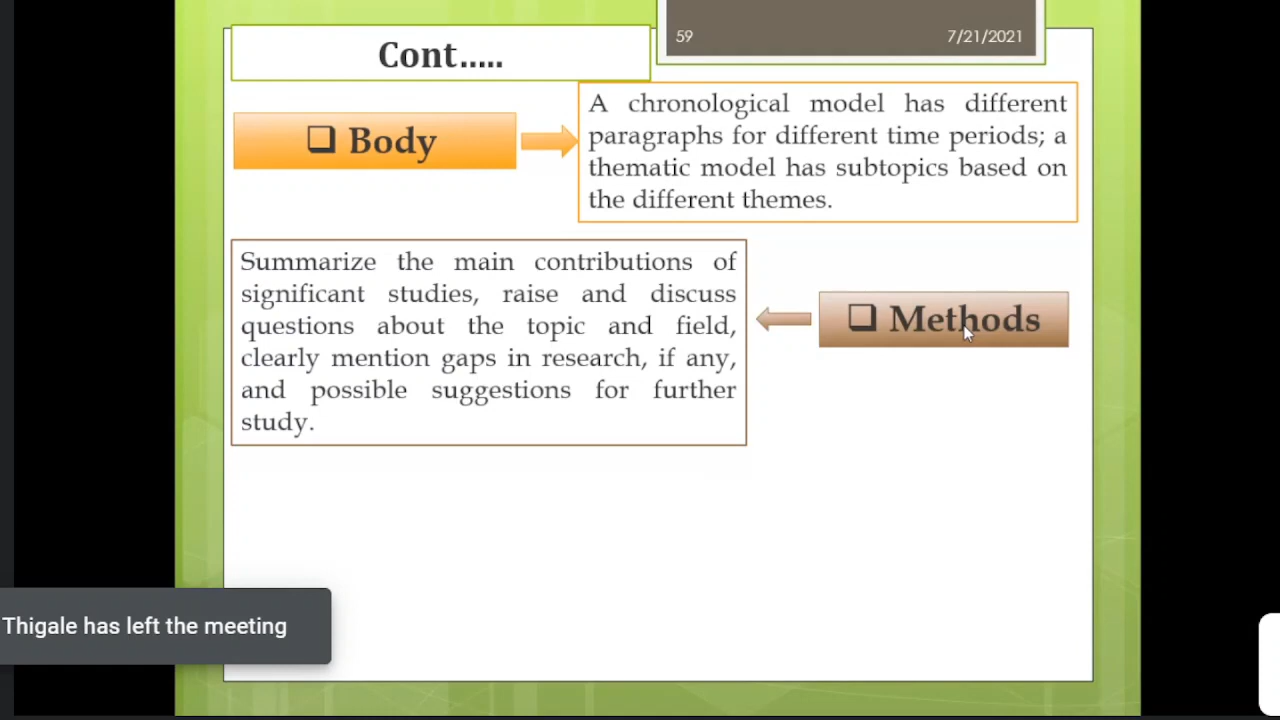 59 7/21/2021
Cont.....
❑ Body
A chronological model has different
paragraphs for different time periods; a
thematic model has subtopics based on
the different themes.
Summarize the main contributions of
significant studies, raise and discuss
questions about the topic and field,
clearly mention gaps in research, if any,
and possible suggestions for further
study.
❑ Methods
Thigale has left the meeting